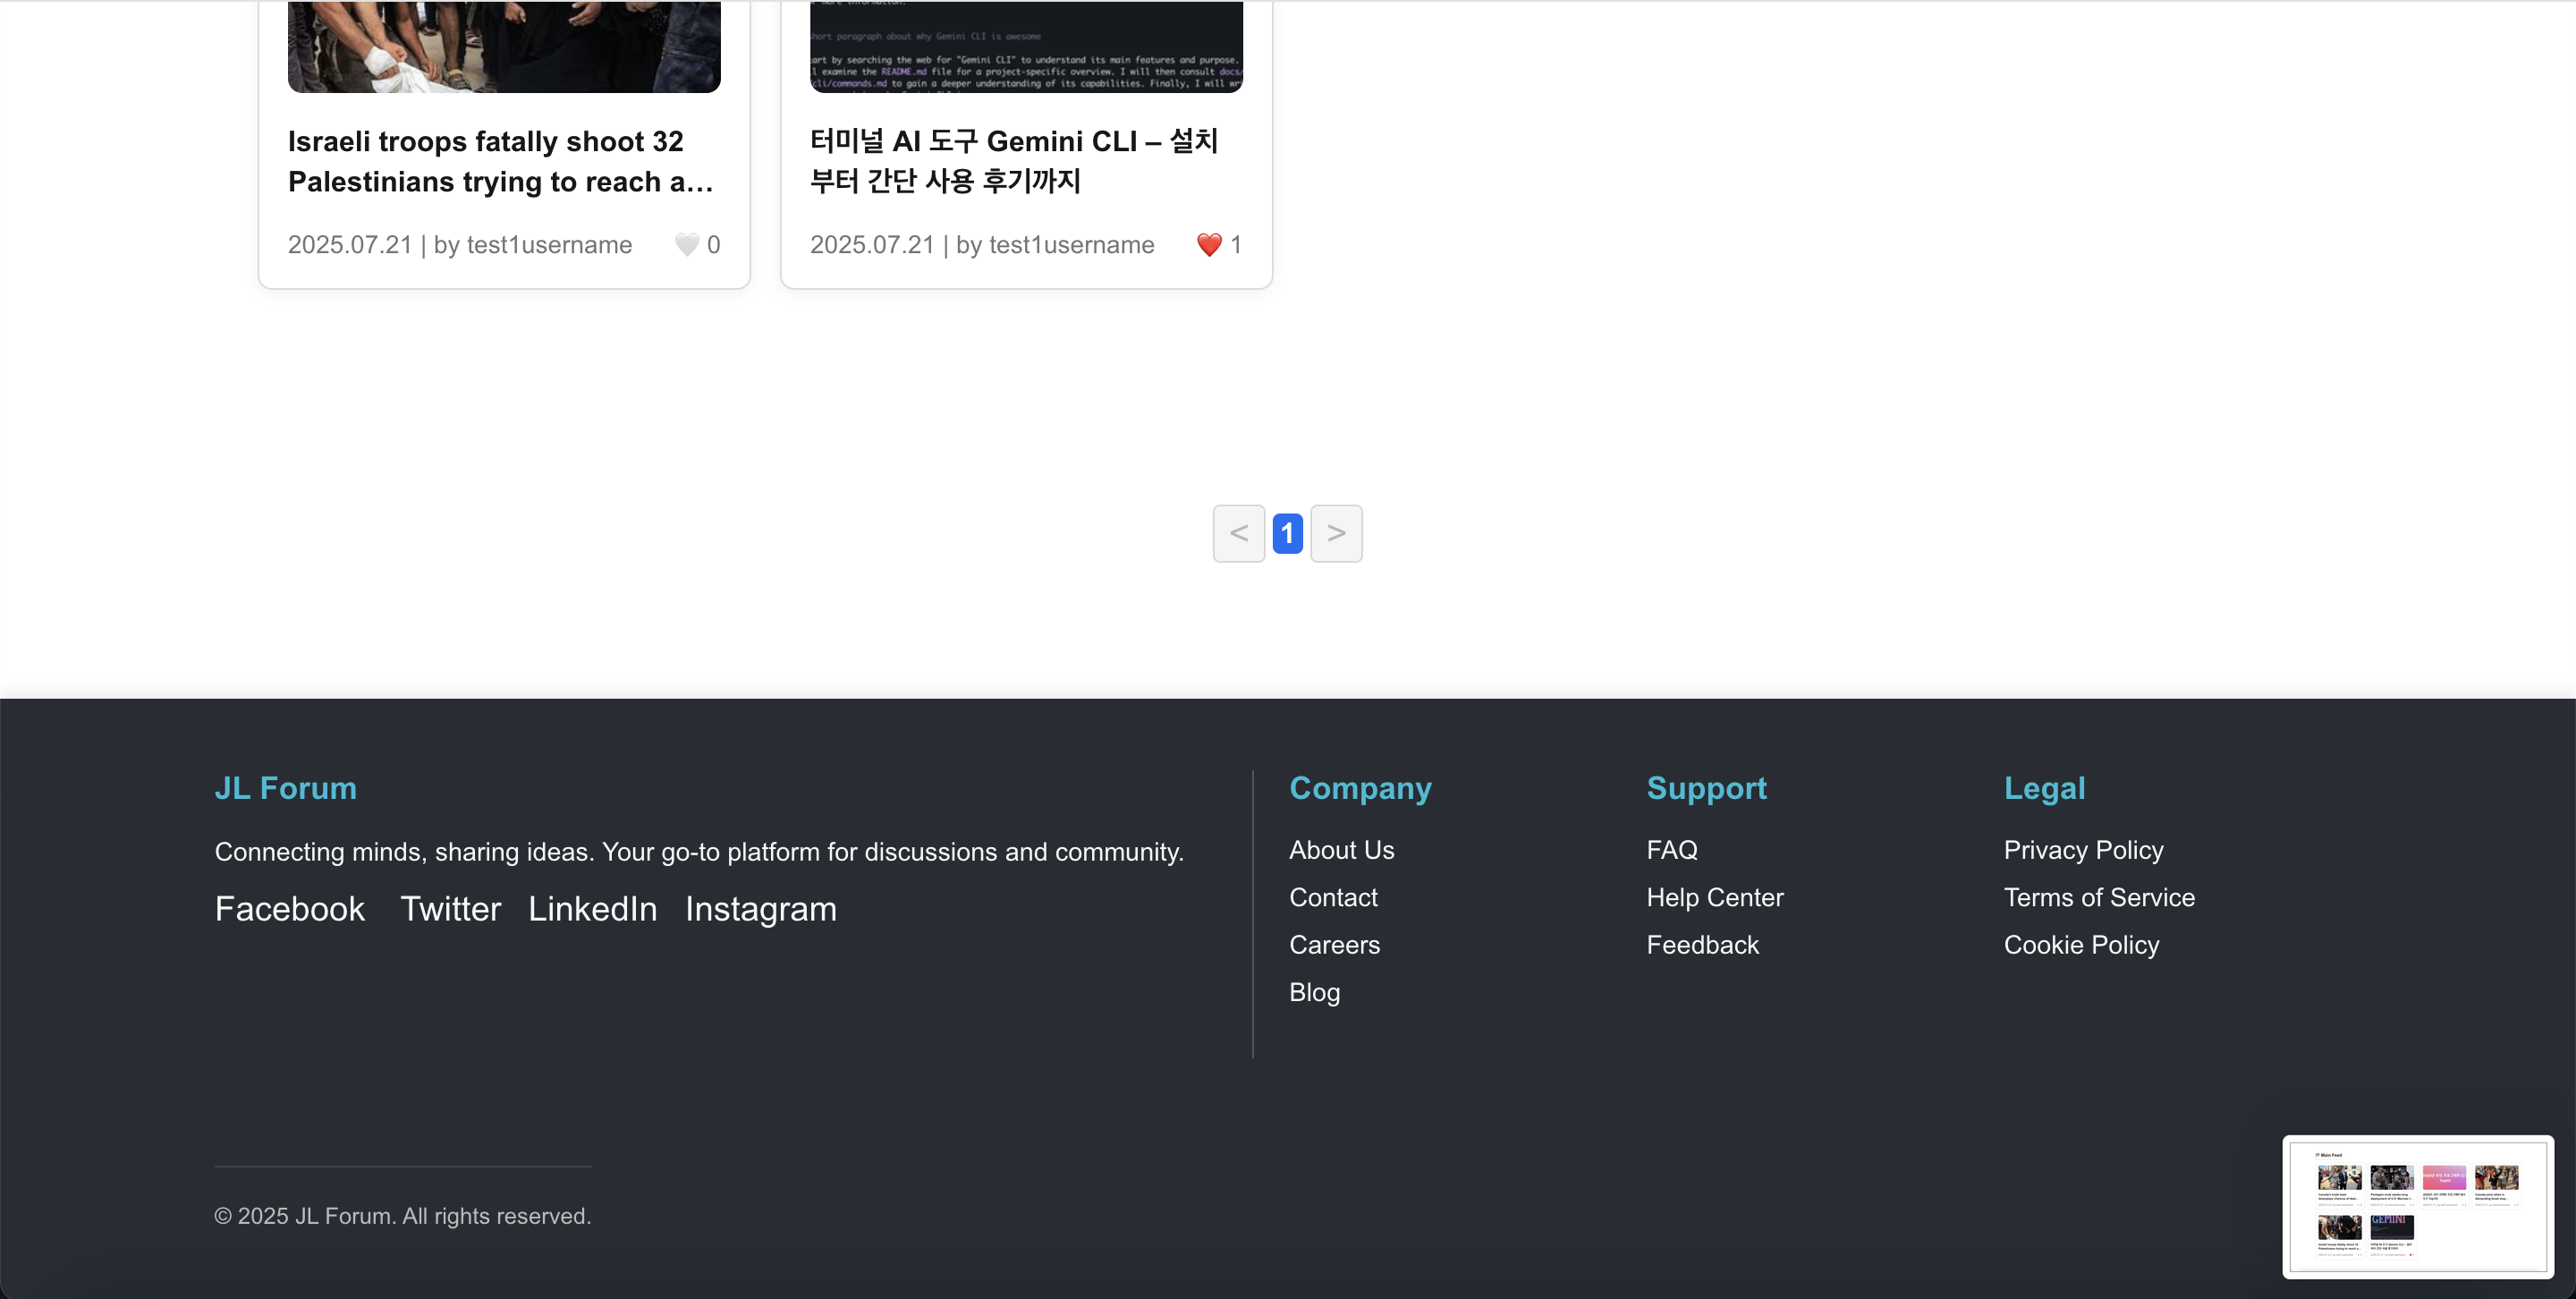 short paragraph about why Gemini CLI is awesome
art by searching the web for "Gemini CLI" to understand its main features and purpose.
l examine the README.md file for a project-specific overview. I will then consult docs/
cli/commands.md to gain a deeper understanding of its capabilities. Finally, I will wr
Israeli troops fatally shoot 32
Palestinians trying to reach a...
2025.07.21 | by test1username
🤍 0
터미널 AI 도구 Gemini CLI – 설치
부터 간단 사용 후기까지
2025.07.21 | by test1username
❤️ 1
< 1 >
JL Forum
Connecting minds, sharing ideas. Your go-to platform for discussions and community.
Facebook Twitter LinkedIn Instagram
Company
About Us
Contact
Careers
Blog
Support
FAQ
Help Center
Feedback
Legal
Privacy Policy
Terms of Service
Cookie Policy
© 2025 JL Forum. All rights reserved.
Main Feed
GEMINI